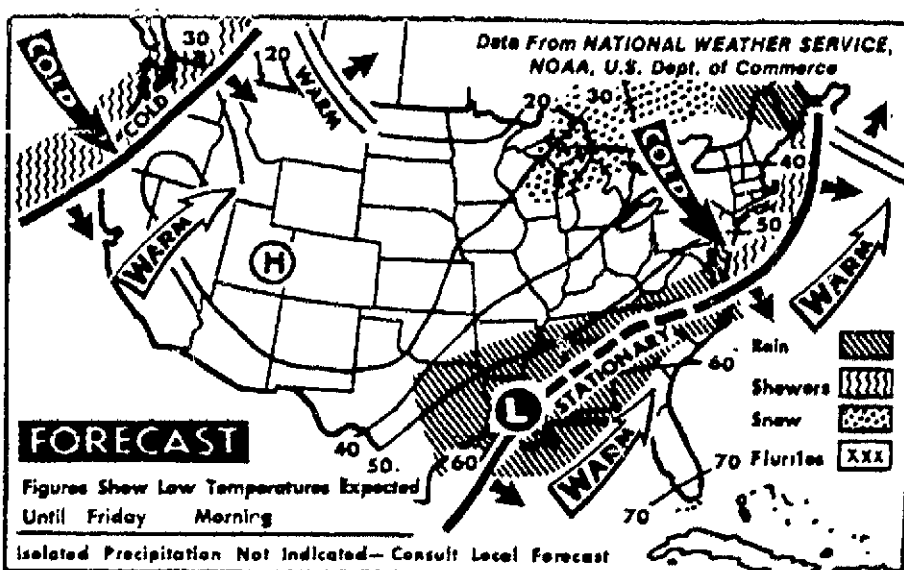 Data From NATIONAL WEATHER SERVICE,
NOAA, U.S. Dept. of Commerce
COLD
30
20
COLD
WARM
20
30
COLD
40
50
WARM
H
WARM
STATIONARY
L
60
WARM
40
50.
60
70
70
Rain
Showers
Snow
Flurries
XXX
FORECAST
Figures Show Low Temperatures Expected
Until Friday Morning
Isolated Precipitation Not Indicated— Consult Local Forecast